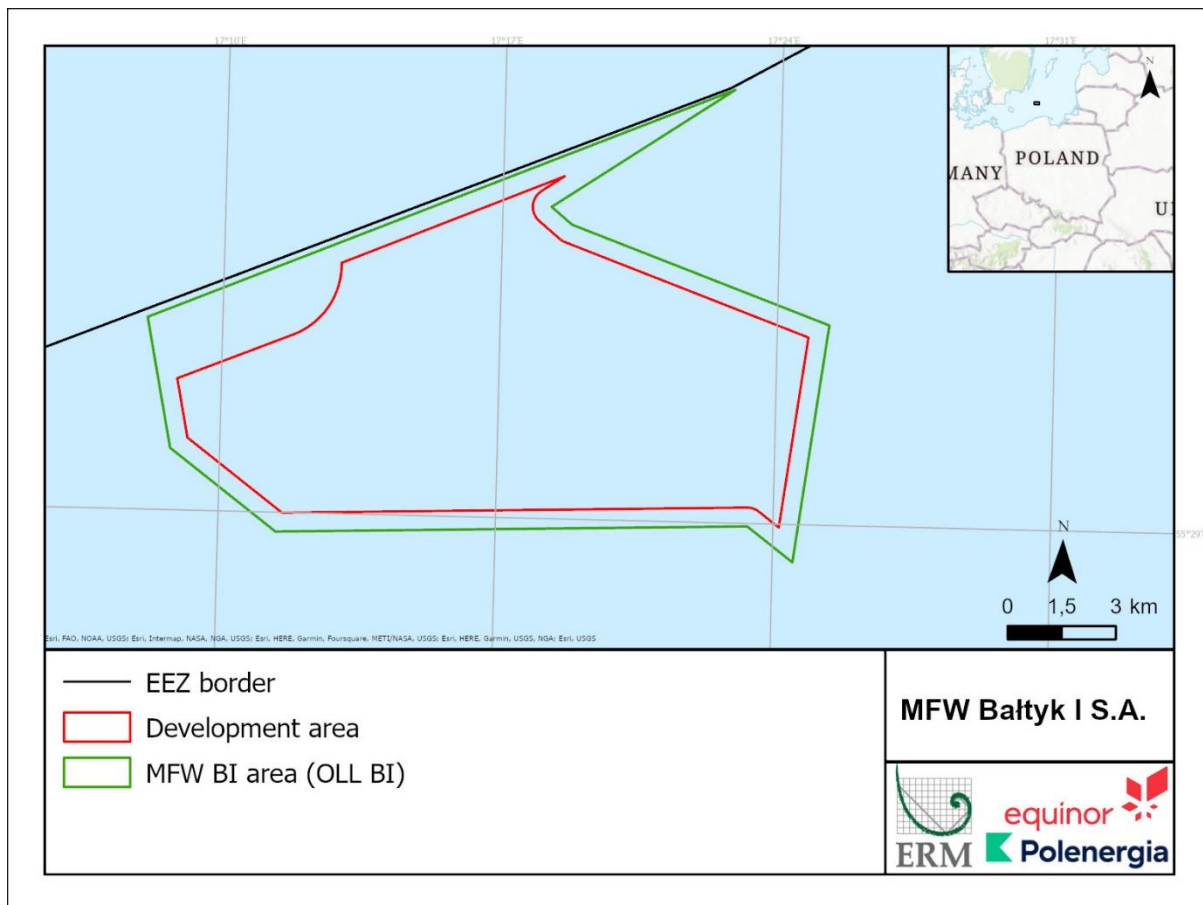 17°10'E 17°17'E 17°24'E 17°31'E
N
POLAND
MANY
U
55°29'
N
0 1,5 3 km
Esri, FAO, NOAA, USGS; Esri, Intermap, NASA, NGA, USGS; Esri, HERE, Garmin, Foursquare, METI/NASA, USGS; Esri, HERE, Garmin, USGS, NGA; Esri, USGS
EEZ border
Development area
MFW BI area (OLL BI)
MFW Bałtyk I S.A.
ERM
equinor
Polenergia